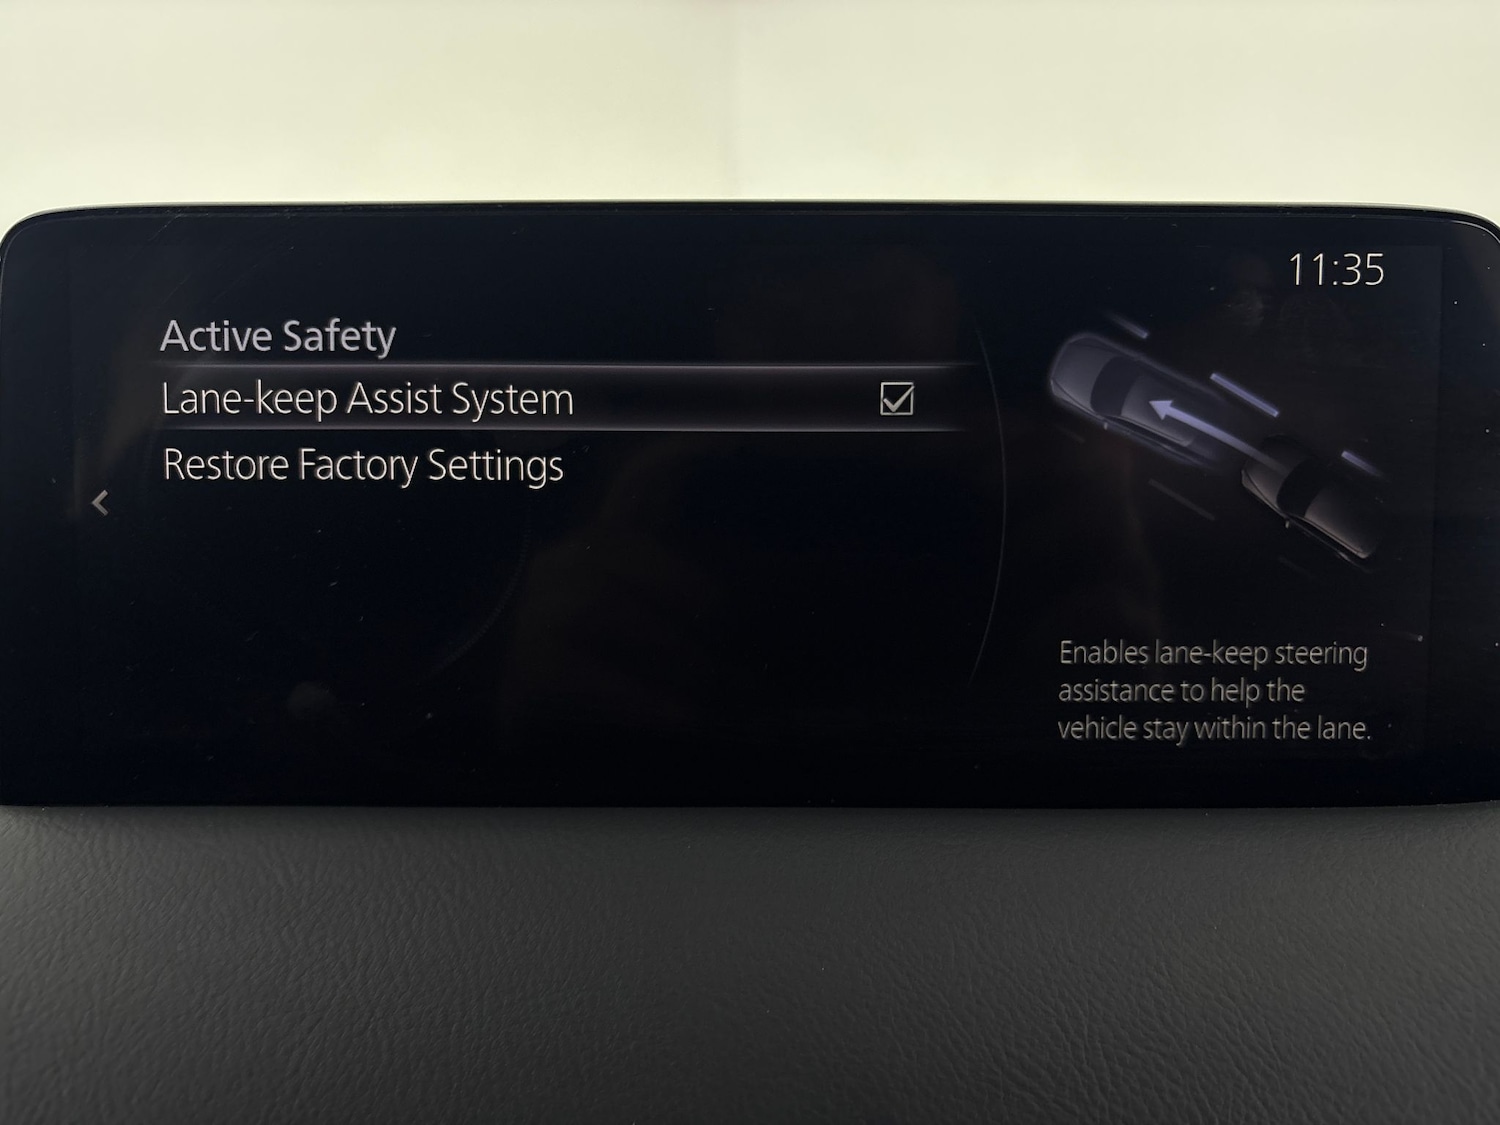 11:35
Active Safety
Lane-keep Assist System
Restore Factory Settings
Enables lane-keep steering
assistance to help the
vehicle stay within the lane.